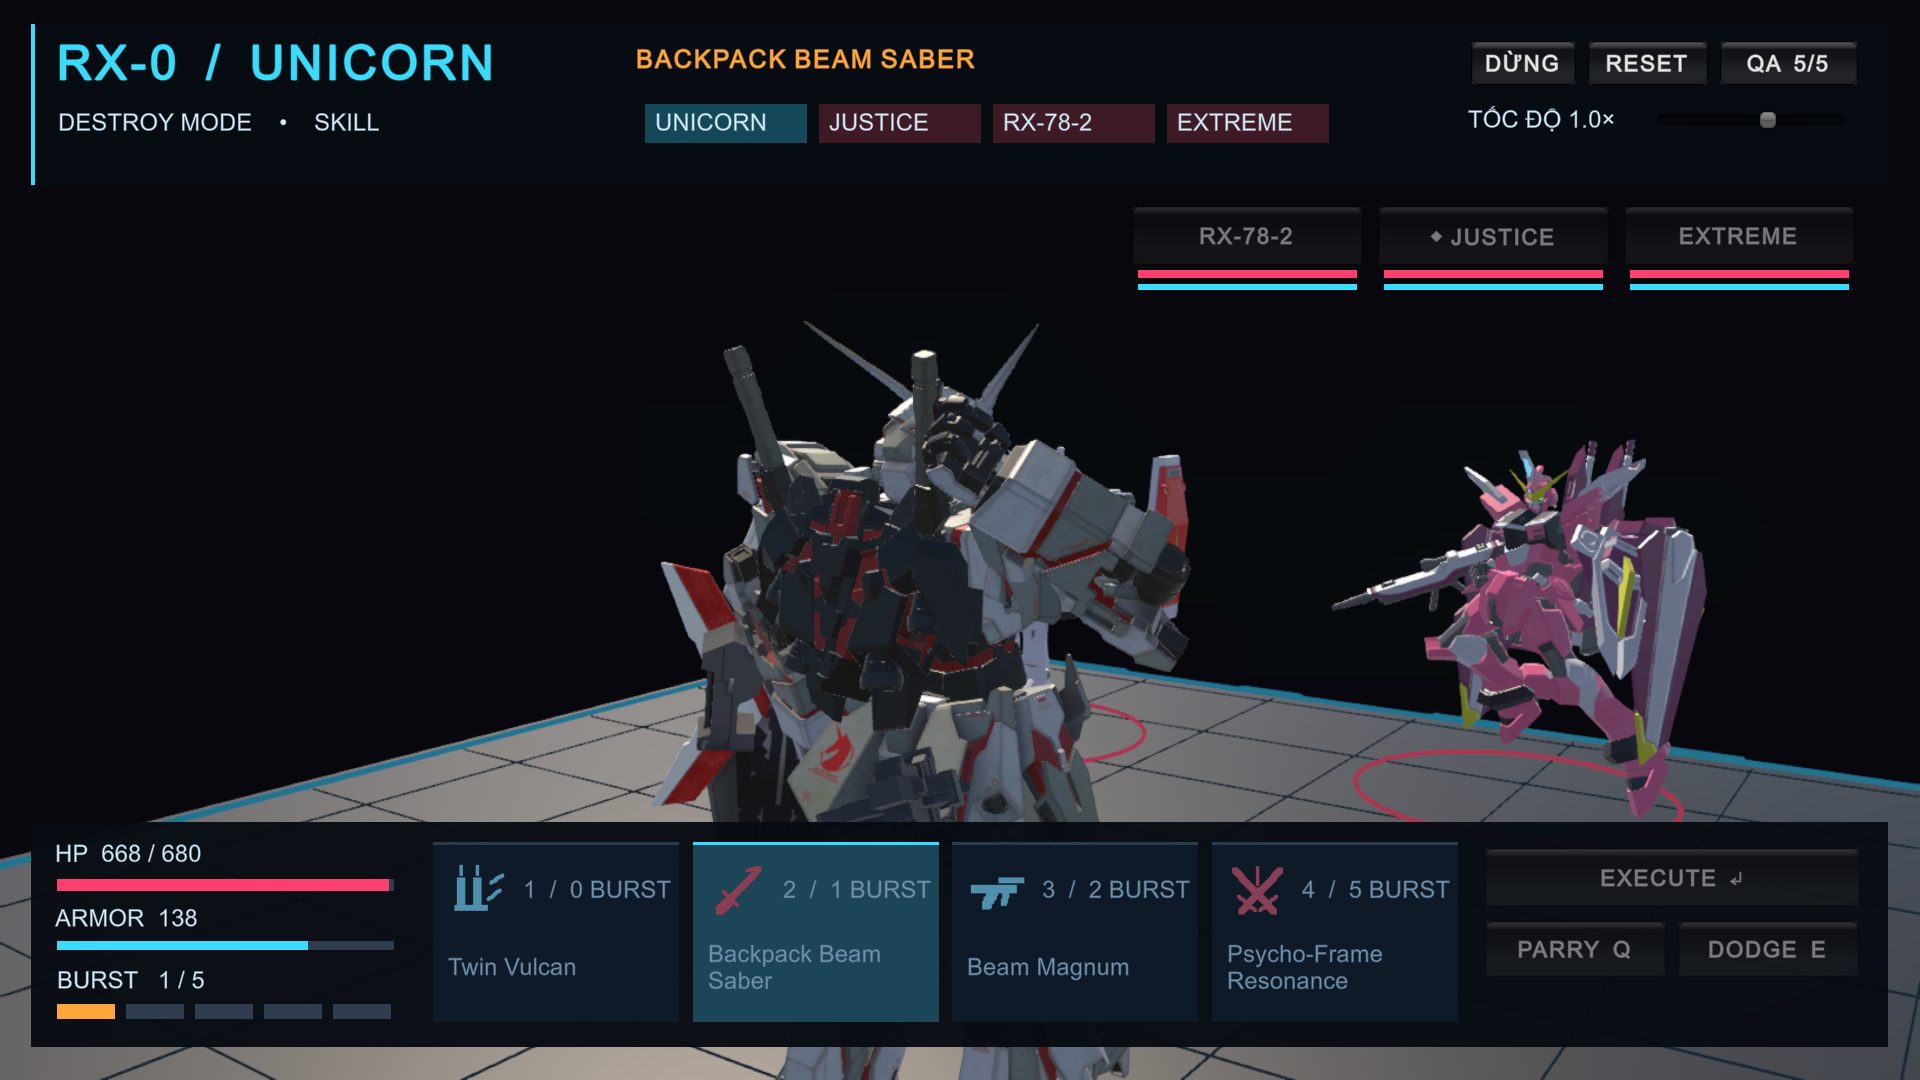 RX-0 / UNICORN
DESTROY MODE • SKILL
BACKPACK BEAM SABER
UNICORN
JUSTICE
RX-78-2
EXTREME
DỪNG
RESET
QA 5/5
TỐC ĐỘ 1.0×
RX-78-2
◆ JUSTICE
EXTREME
HP 668 / 680
ARMOR 138
BURST 1 / 5
1 / 0 BURST
Twin Vulcan
2 / 1 BURST
Backpack Beam
Saber
3 / 2 BURST
Beam Magnum
4 / 5 BURST
Psycho-Frame
Resonance
EXECUTE ↲
PARRY Q
DODGE E